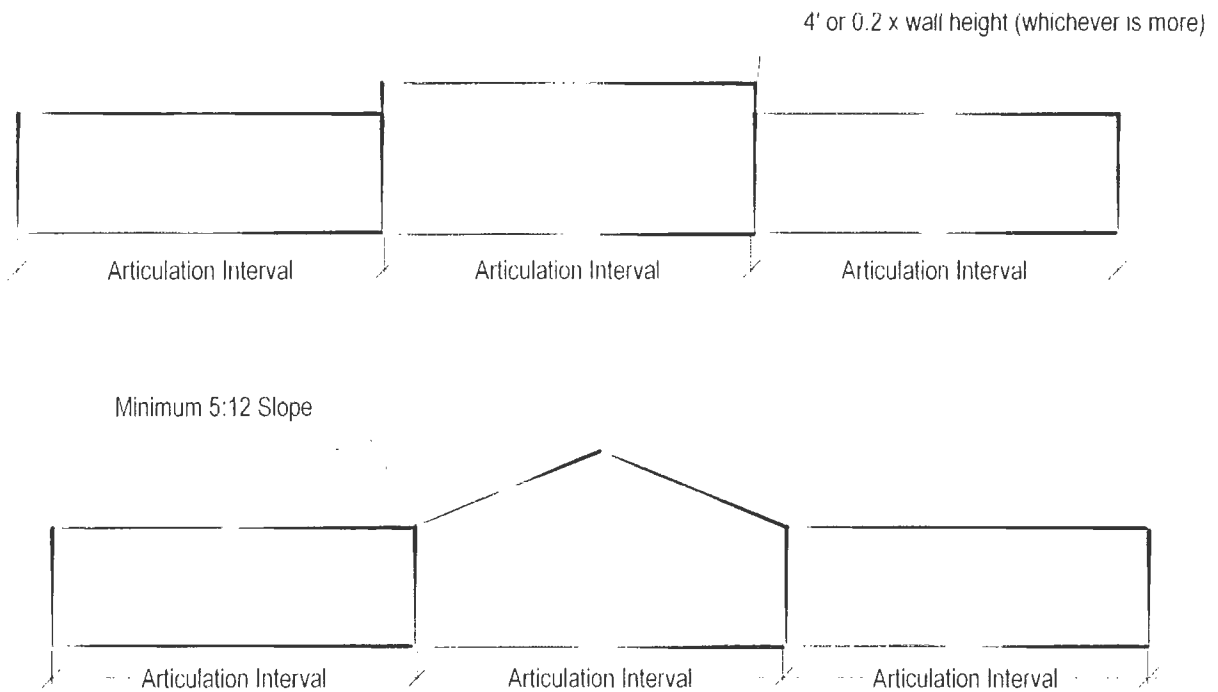 4' or 0.2 x wall height (whichever is more)
Articulation Interval
Articulation Interval
Articulation Interval
Minimum 5:12 Slope
Articulation Interval
Articulation Interval
Articulation Interval